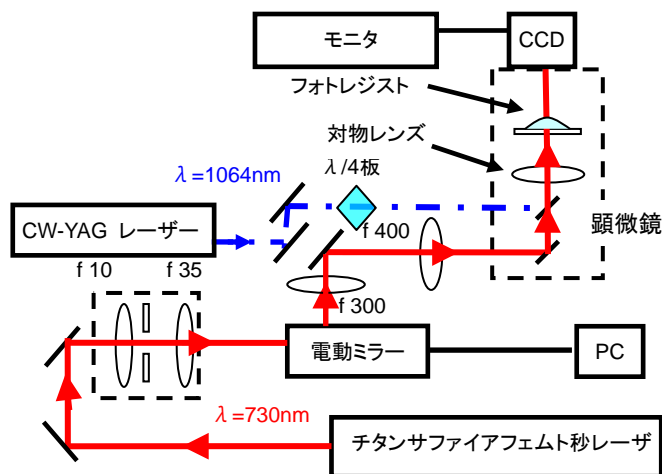 モニタ
CCD
フォトレジスト
対物レンズ
λ/4板
λ=1064nm
顕微鏡
CW-YAG レーザー
f 400
f 10
f 35
f 300
電動ミラー
PC
λ=730nm
チタンサファイアフェムト秒レーザ